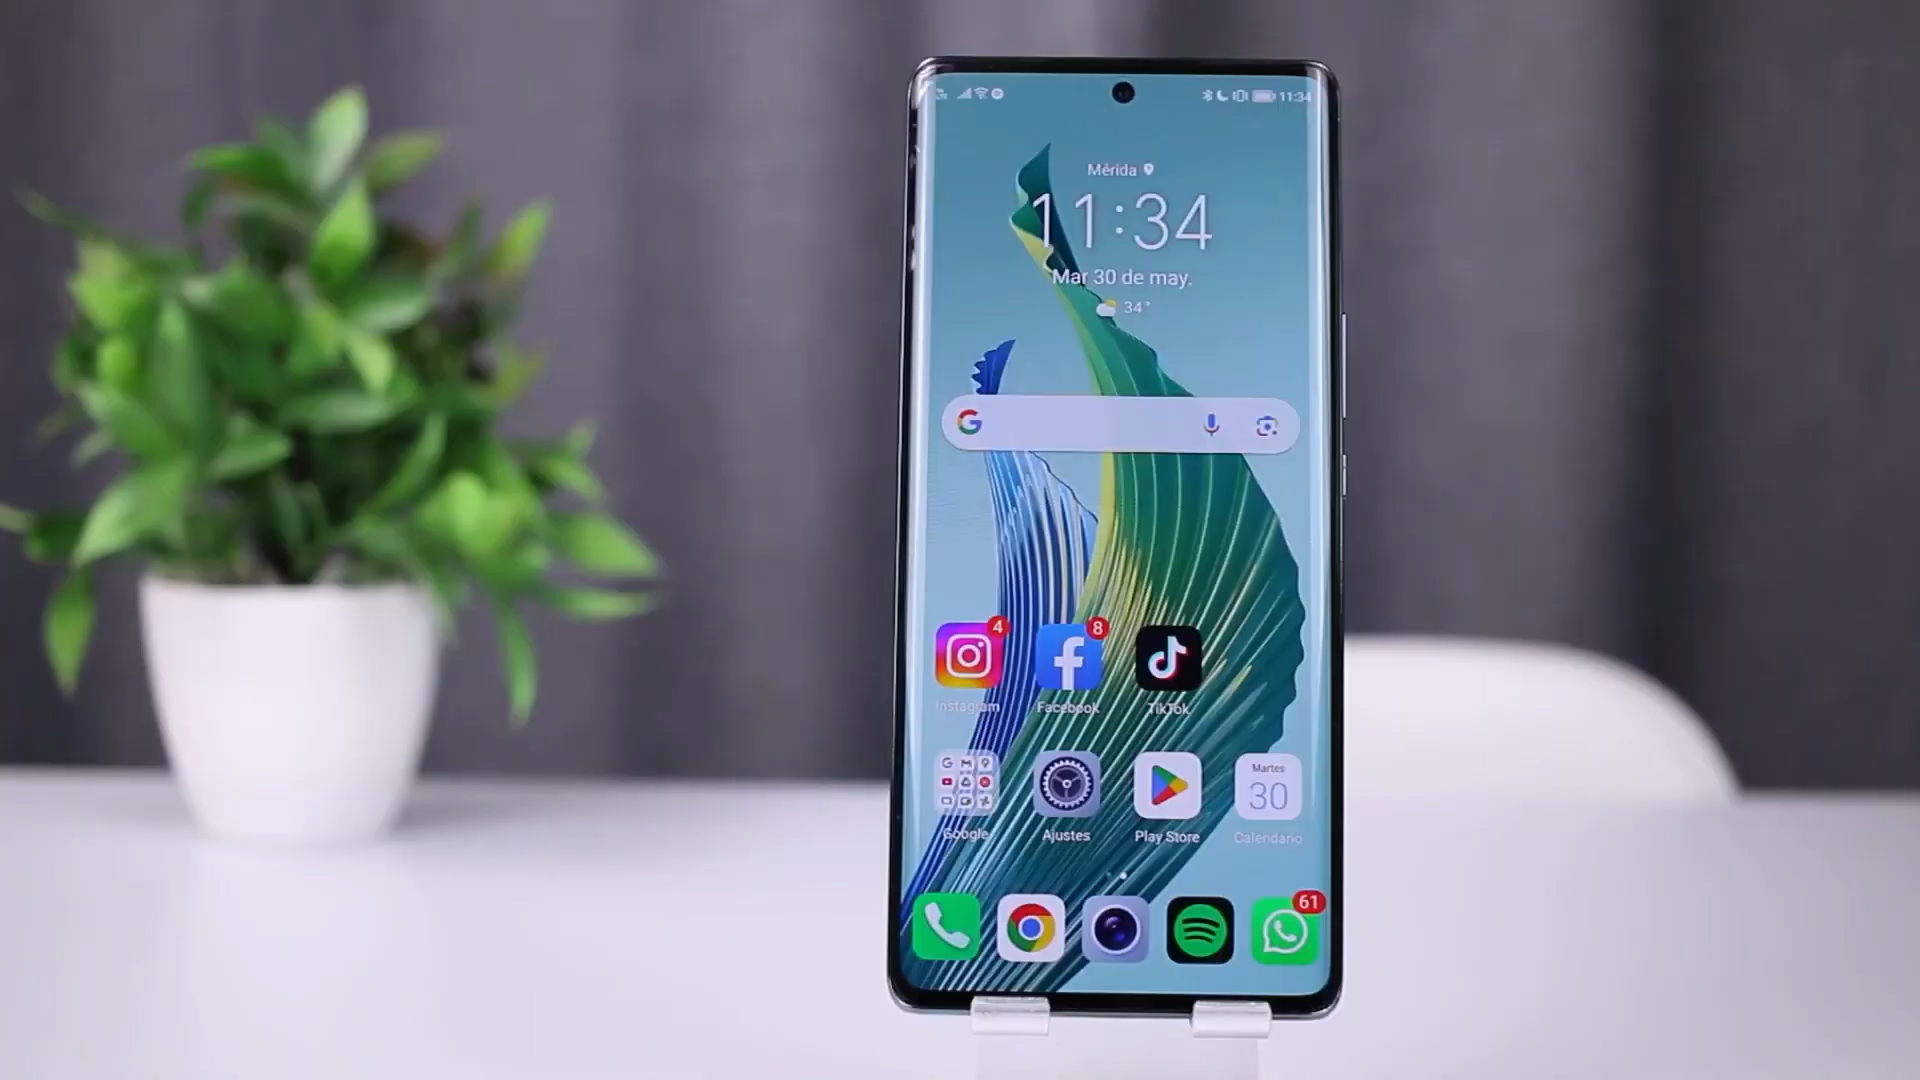 11:34
Mérida
11:34
Mar 30 de may.
34°
4
8
Instagram
Facebook
TikTok
Martes
30
Google
Ajustes
Play Store
Calendario
61